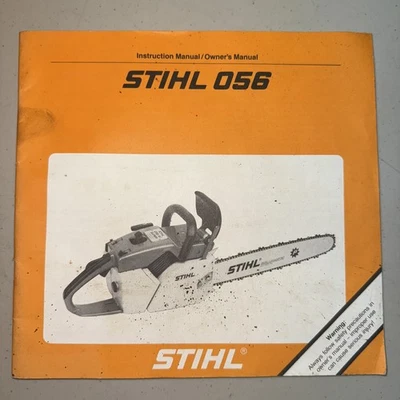 Instruction Manual/Owner's Manual
STIHL 056
STIHL
STIHL
STIHL®
Warning:
Always follow safety precautions in
owner's manual – improper use
can cause serious injury!